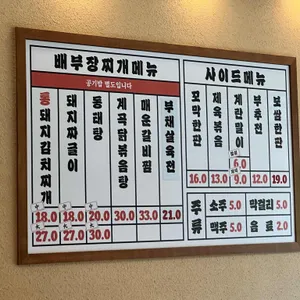 배부장찌개메뉴
공기밥 별도입니다
통돼지김치찌개
돼지짜글이
동태탕
계곡닭볶음탕
매운갈비찜
부채살육전
18.0 18.0 20.0 30.0 33.0 21.0
27.0 27.0 30.0
사이드메뉴
꼬막한판
제육볶음
계란말이
부추전
보쌈한판
6.0
16.0 13.0 9.0 12.0 19.0
주류
소주 5.0 막걸리 5.0
맥주 5.0 음료 2.0